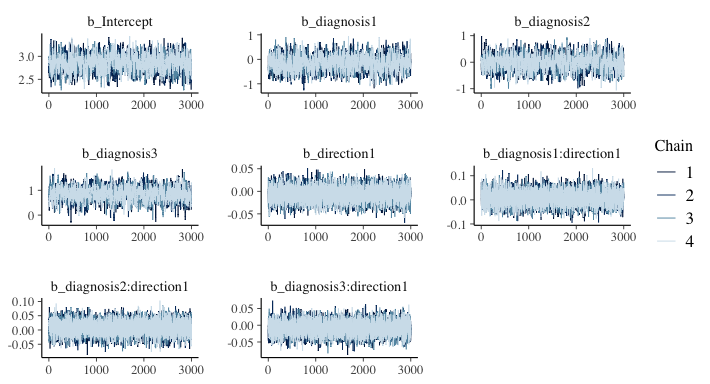 b_Intercept
3.0
2.5
0 1000 2000 3000
b_diagnosis1
1
0
-1
0 1000 2000 3000
b_diagnosis2
1
0
-1
0 1000 2000 3000
b_diagnosis3
1
0
0 1000 2000 3000
b_direction1
0.05
0.00
-0.05
0 1000 2000 3000
b_diagnosis1:direction1
0.1
0.0
-0.1
0 1000 2000 3000
b_diagnosis2:direction1
0.10
0.05
0.00
-0.05
0 1000 2000 3000
b_diagnosis3:direction1
0.05
0.00
-0.05
0 1000 2000 3000
Chain
1
2
3
4